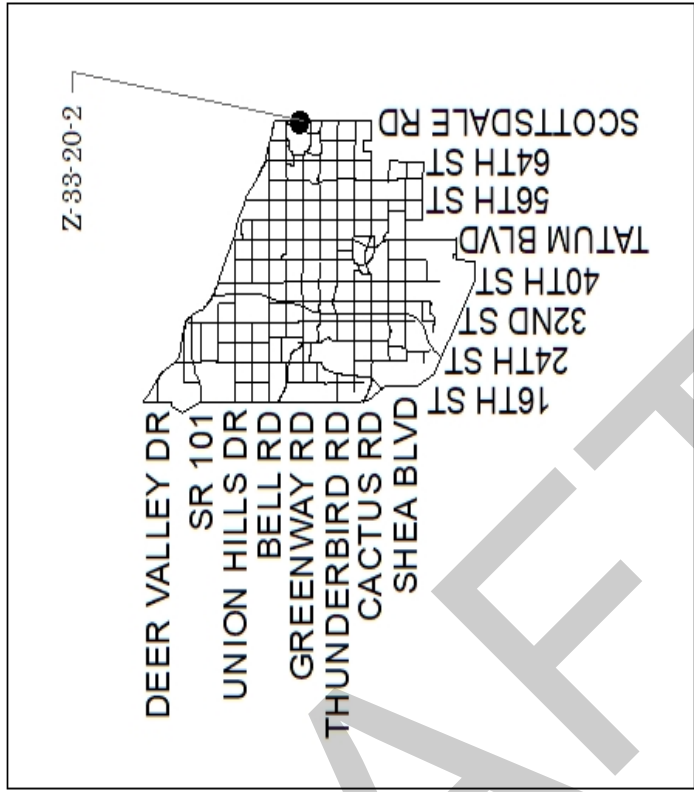 Z-33-20-2
SCOTTSDALE RD
64TH ST
56TH ST
TATUM BLVD
40TH ST
32ND ST
24TH ST
16TH ST
DEER VALLEY DR
SR 101
UNION HILLS DR
BELL RD
GREENWAY RD
THUNDERBIRD RD
CACTUS RD
SHEA BLVD